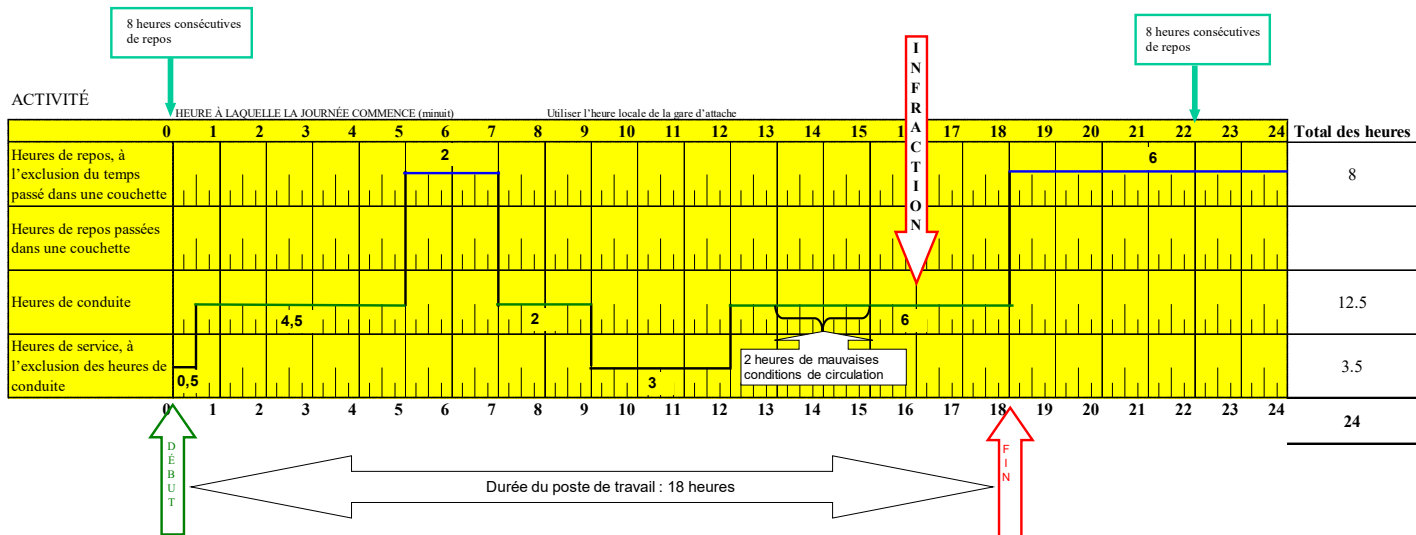 8 heures consécutives
de repos
8 heures consécutives
de repos
I
N
F
R
A
C
T
I
O
N
ACTIVITÉ
HEURE À LAQUELLE LA JOURNÉE COMMENCE (minuit)
Utiliser l'heure locale de la gare d'attache
0 1 2 3 4 5 6 7 8 9 10 11 12 13 14 15 17 18 19 20 21 22 23 24 Total des heures
Heures de repos, à
l'exclusion du temps
passé dans une couchette
2
6
8
Heures de repos passées
dans une couchette
Heures de conduite
4,5
2
6
12.5
2 heures de mauvaises
conditions de circulation
Heures de service, à
l'exclusion des heures de
conduite
0,5
3
3.5
0 1 2 3 4 5 6 7 8 9 10 11 12 13 14 15 16 17 18 19 20 21 22 23 24
24
D
É
B
U
T
Durée du poste de travail : 18 heures
F
I
N